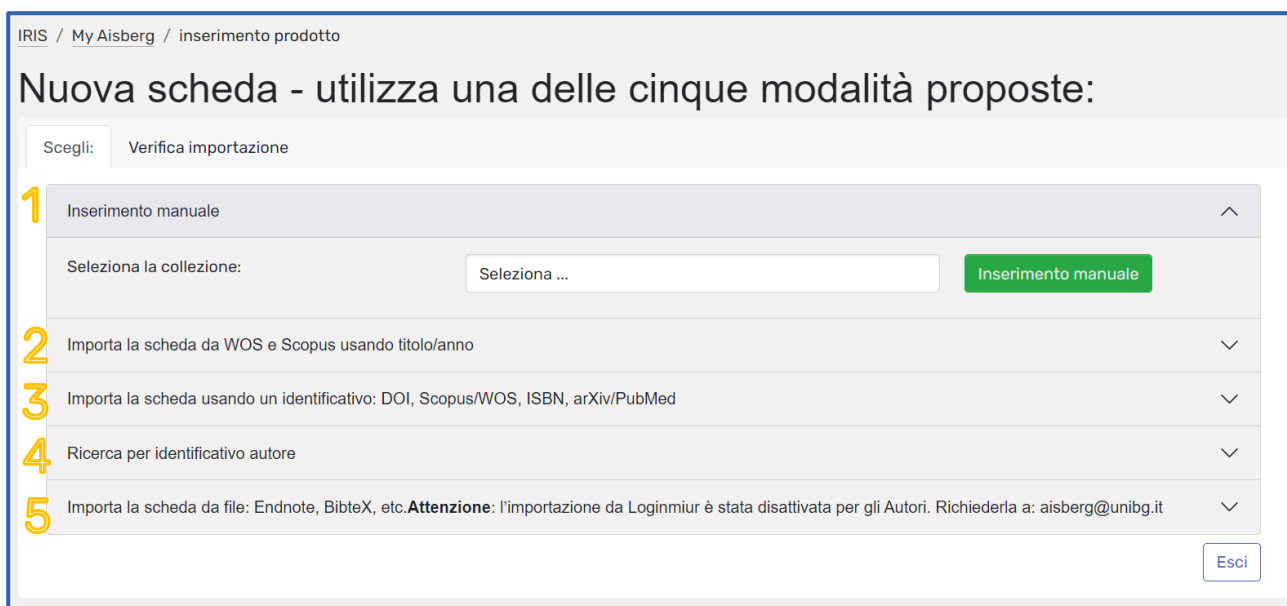 IRIS / My Aisberg / inserimento prodotto
Nuova scheda - utilizza una delle cinque modalità proposte:
Scegli: Verifica importazione
1 Inserimento manuale
Seleziona la collezione: Seleziona ... Inserimento manuale
2 Importa la scheda da WOS e Scopus usando titolo/anno
3 Importa la scheda usando un identificativo: DOI, Scopus/WOS, ISBN, arXiv/PubMed
4 Ricerca per identificativo autore
5 Importa la scheda da file: Endnote, BibteX, etc.Attenzione: l'importazione da Loginmiur è stata disattivata per gli Autori. Richiederla a: aisberg@unibg.it
Esci